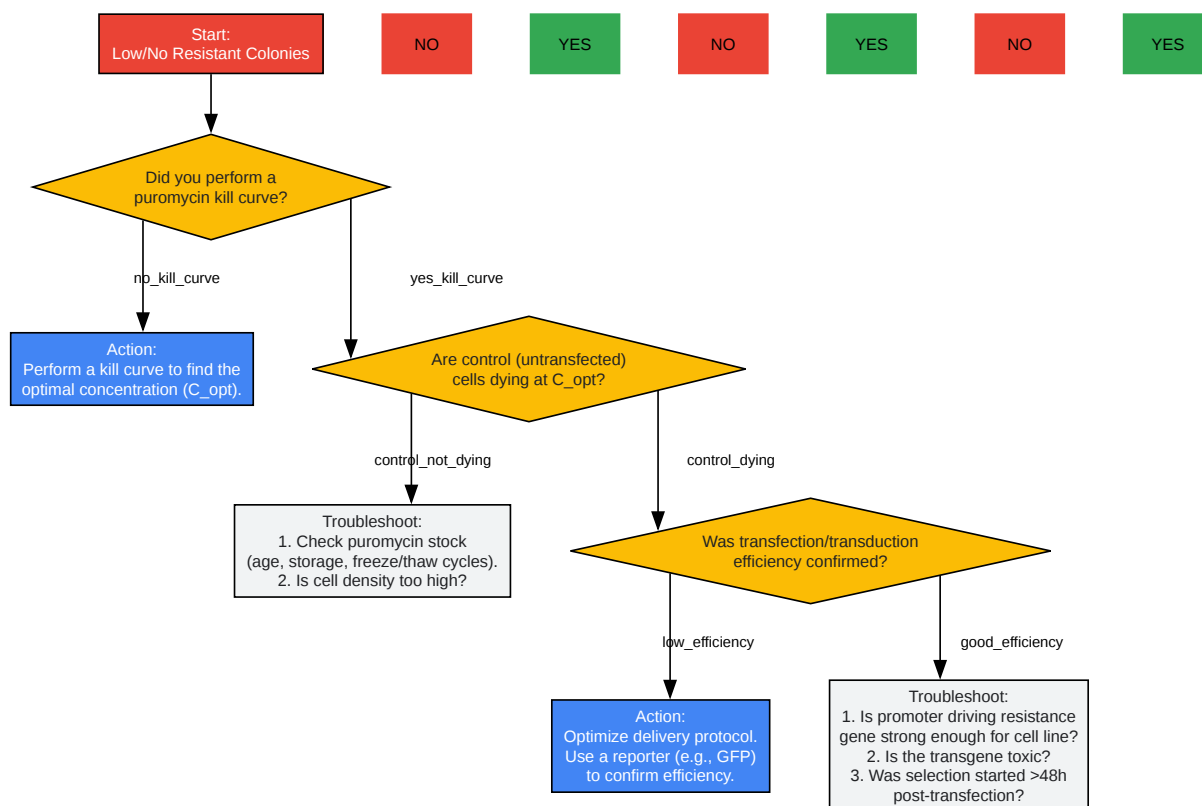 Start:
Low/No Resistant Colonies
NO
YES
NO
YES
NO
YES
Did you perform a
puromycin kill curve?
no_kill_curve
yes_kill_curve
Action:
Perform a kill curve to find the
optimal concentration (C_opt).
Are control (untransfected)
cells dying at C_opt?
control_not_dying
control_dying
Troubleshoot:
1. Check puromycin stock
(age, storage, freeze/thaw cycles).
2. Is cell density too high?
Was transfection/transduction
efficiency confirmed?
low_efficiency
good_efficiency
Action:
Optimize delivery protocol.
Use a reporter (e.g., GFP)
to confirm efficiency.
Troubleshoot:
1. Is promoter driving resistance
gene strong enough for cell line?
2. Is the transgene toxic?
3. Was selection started >48h
post-transfection?